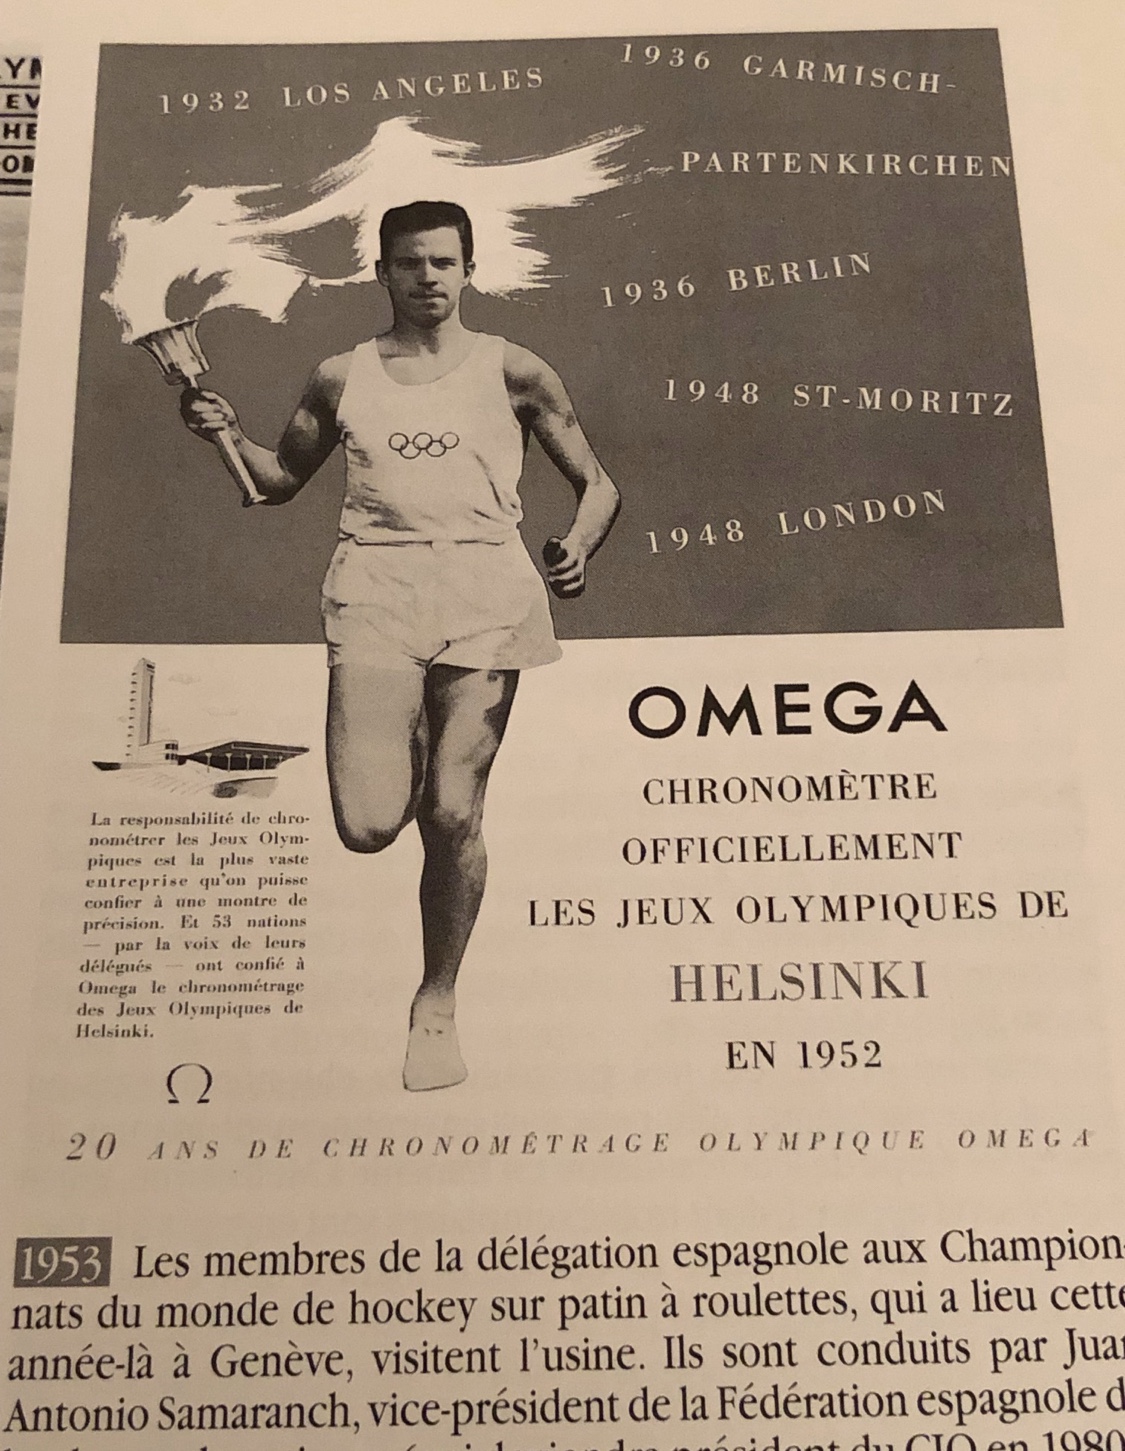 1932 LOS ANGELES
1936 GARMISCH-
PARTENKIRCHEN
1936 BERLIN
1948 ST-MORITZ
1948 LONDON
OMEGA
CHRONOMÈTRE
OFFICIELLEMENT
LES JEUX OLYMPIQUES DE
HELSINKI
EN 1952
La responsabilité de chro-
nométrer les Jeux Olym-
piques est la plus vaste
entreprise qu'on puisse
confier à une montre de
précision. Et 53 nations
— par la voix de leurs
délégués — ont confié à
Omega le chronométrage
des Jeux Olympiques de
Helsinki.
Ω
20 ANS DE CHRONOMÉTRAGE OLYMPIQUE OMEGA
1953 Les membres de la délégation espagnole aux Champion-
nats du monde de hockey sur patin à roulettes, qui a lieu cette
année-là à Genève, visitent l'usine. Ils sont conduits par Juan
Antonio Samaranch, vice-président de la Fédération espagnole d
président du CIO en 1980